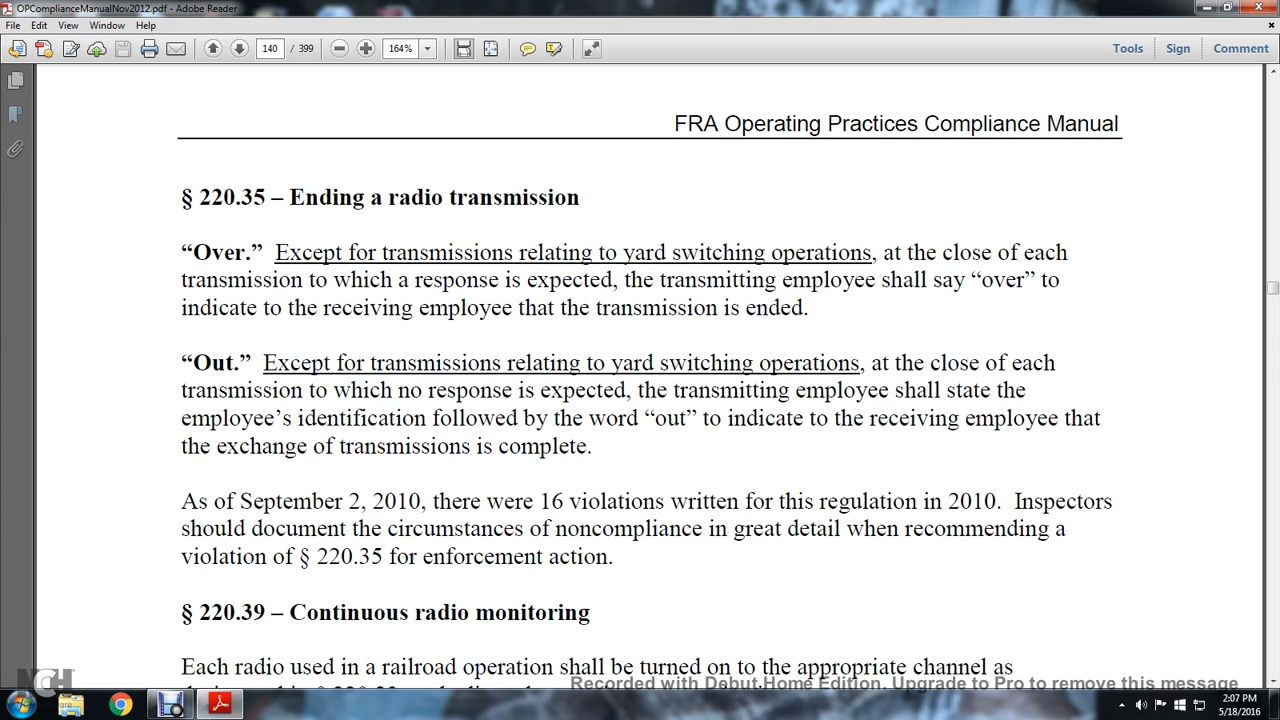 OPComplianceManualNov2012.pdf - Adobe Reader
File Edit View Window Help
140 / 399 164% Tools Sign Comment
FRA Operating Practices Compliance Manual
§ 220.35 – Ending a radio transmission
“Over.” Except for transmissions relating to yard switching operations, at the close of each
transmission to which a response is expected, the transmitting employee shall say “over” to
indicate to the receiving employee that the transmission is ended.
“Out.” Except for transmissions relating to yard switching operations, at the close of each
transmission to which no response is expected, the transmitting employee shall state the
employee’s identification followed by the word “out” to indicate to the receiving employee that
the exchange of transmissions is complete.
As of September 2, 2010, there were 16 violations written for this regulation in 2010. Inspectors
should document the circumstances of noncompliance in great detail when recommending a
violation of § 220.35 for enforcement action.
§ 220.39 – Continuous radio monitoring
Each radio used in a railroad operation shall be turned on to the appropriate channel as
Recorded with Debut Home Edition. Upgrade to Pro to remove this message
NCH
2:07 PM
5/18/2016